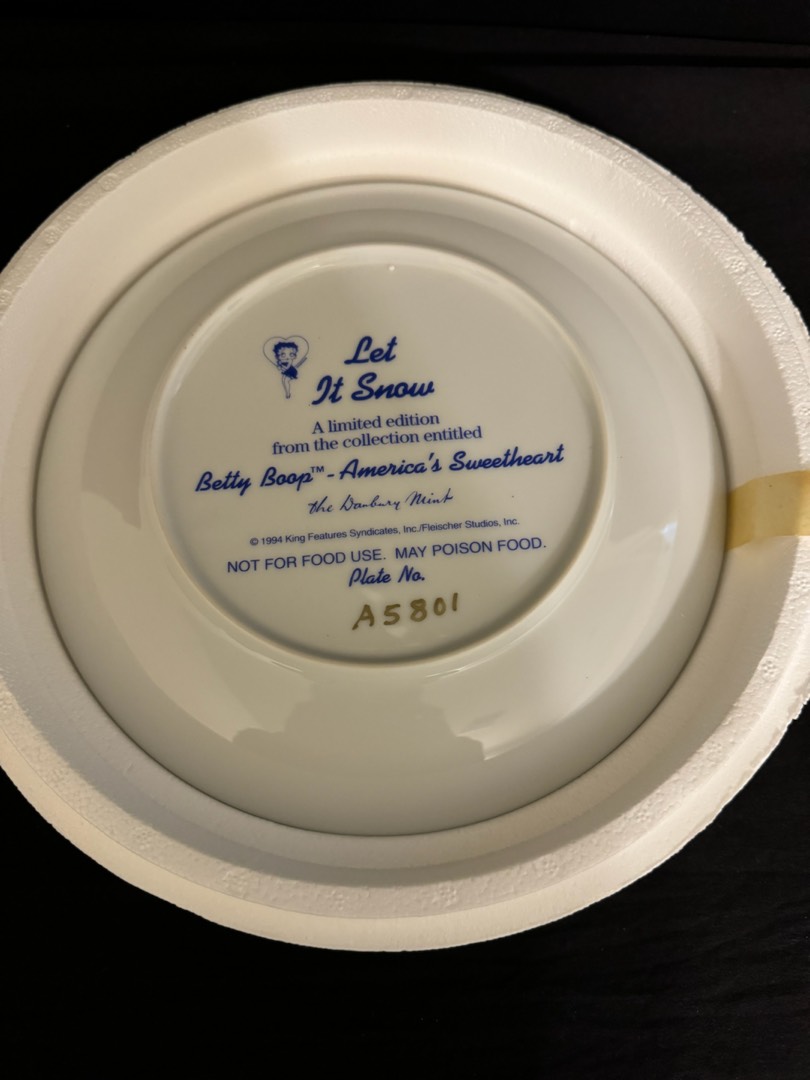 Let
It Snow
A limited edition
from the collection entitled
Betty Boop™ - America's Sweetheart
the Danbury Mint
© 1994 King Features Syndicates, Inc./Fleischer Studios, Inc.
NOT FOR FOOD USE. MAY POISON FOOD.
Plate No.
A5801